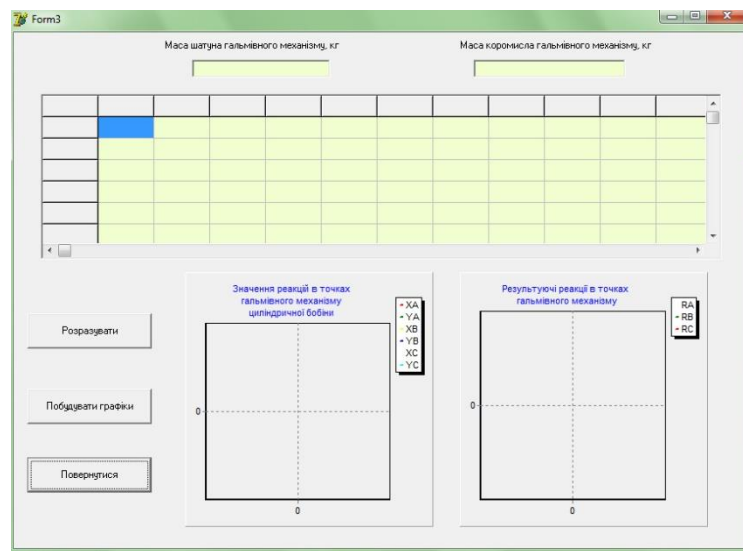 Form3
Маса шатуна гальмівного механізму, кг
Маса коромисла гальмівного механізму, кг
Значення реакцій в точках
гальмівного механізму
циліндричної бобіни
XA
YA
XB
YB
XC
YC
0
0
Результуючі реакції в точках
гальмівного механізму
RA
RB
RC
0
0
Розразувати
Побудувати графіки
Повернутися